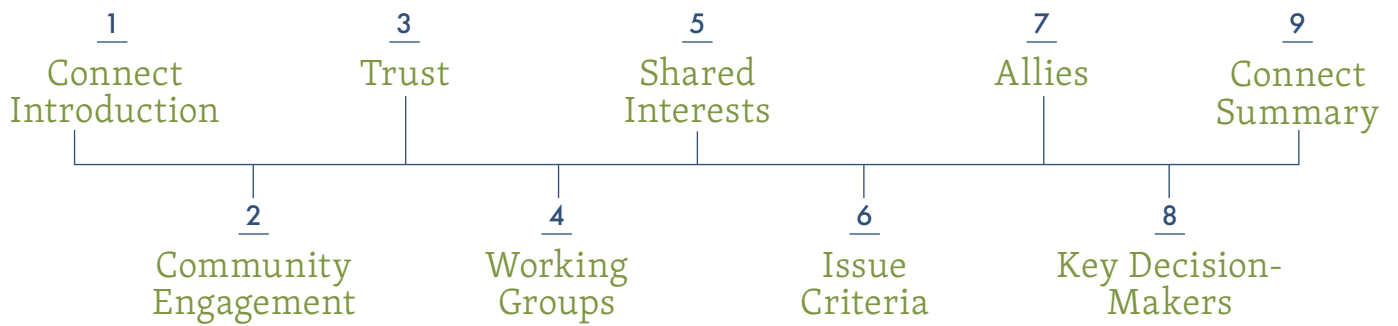 1
Connect
Introduction
2
Community
Engagement
3
Trust
4
Working
Groups
5
Shared
Interests
6
Issue
Criteria
7
Allies
8
Key Decision-
Makers
9
Connect
Summary